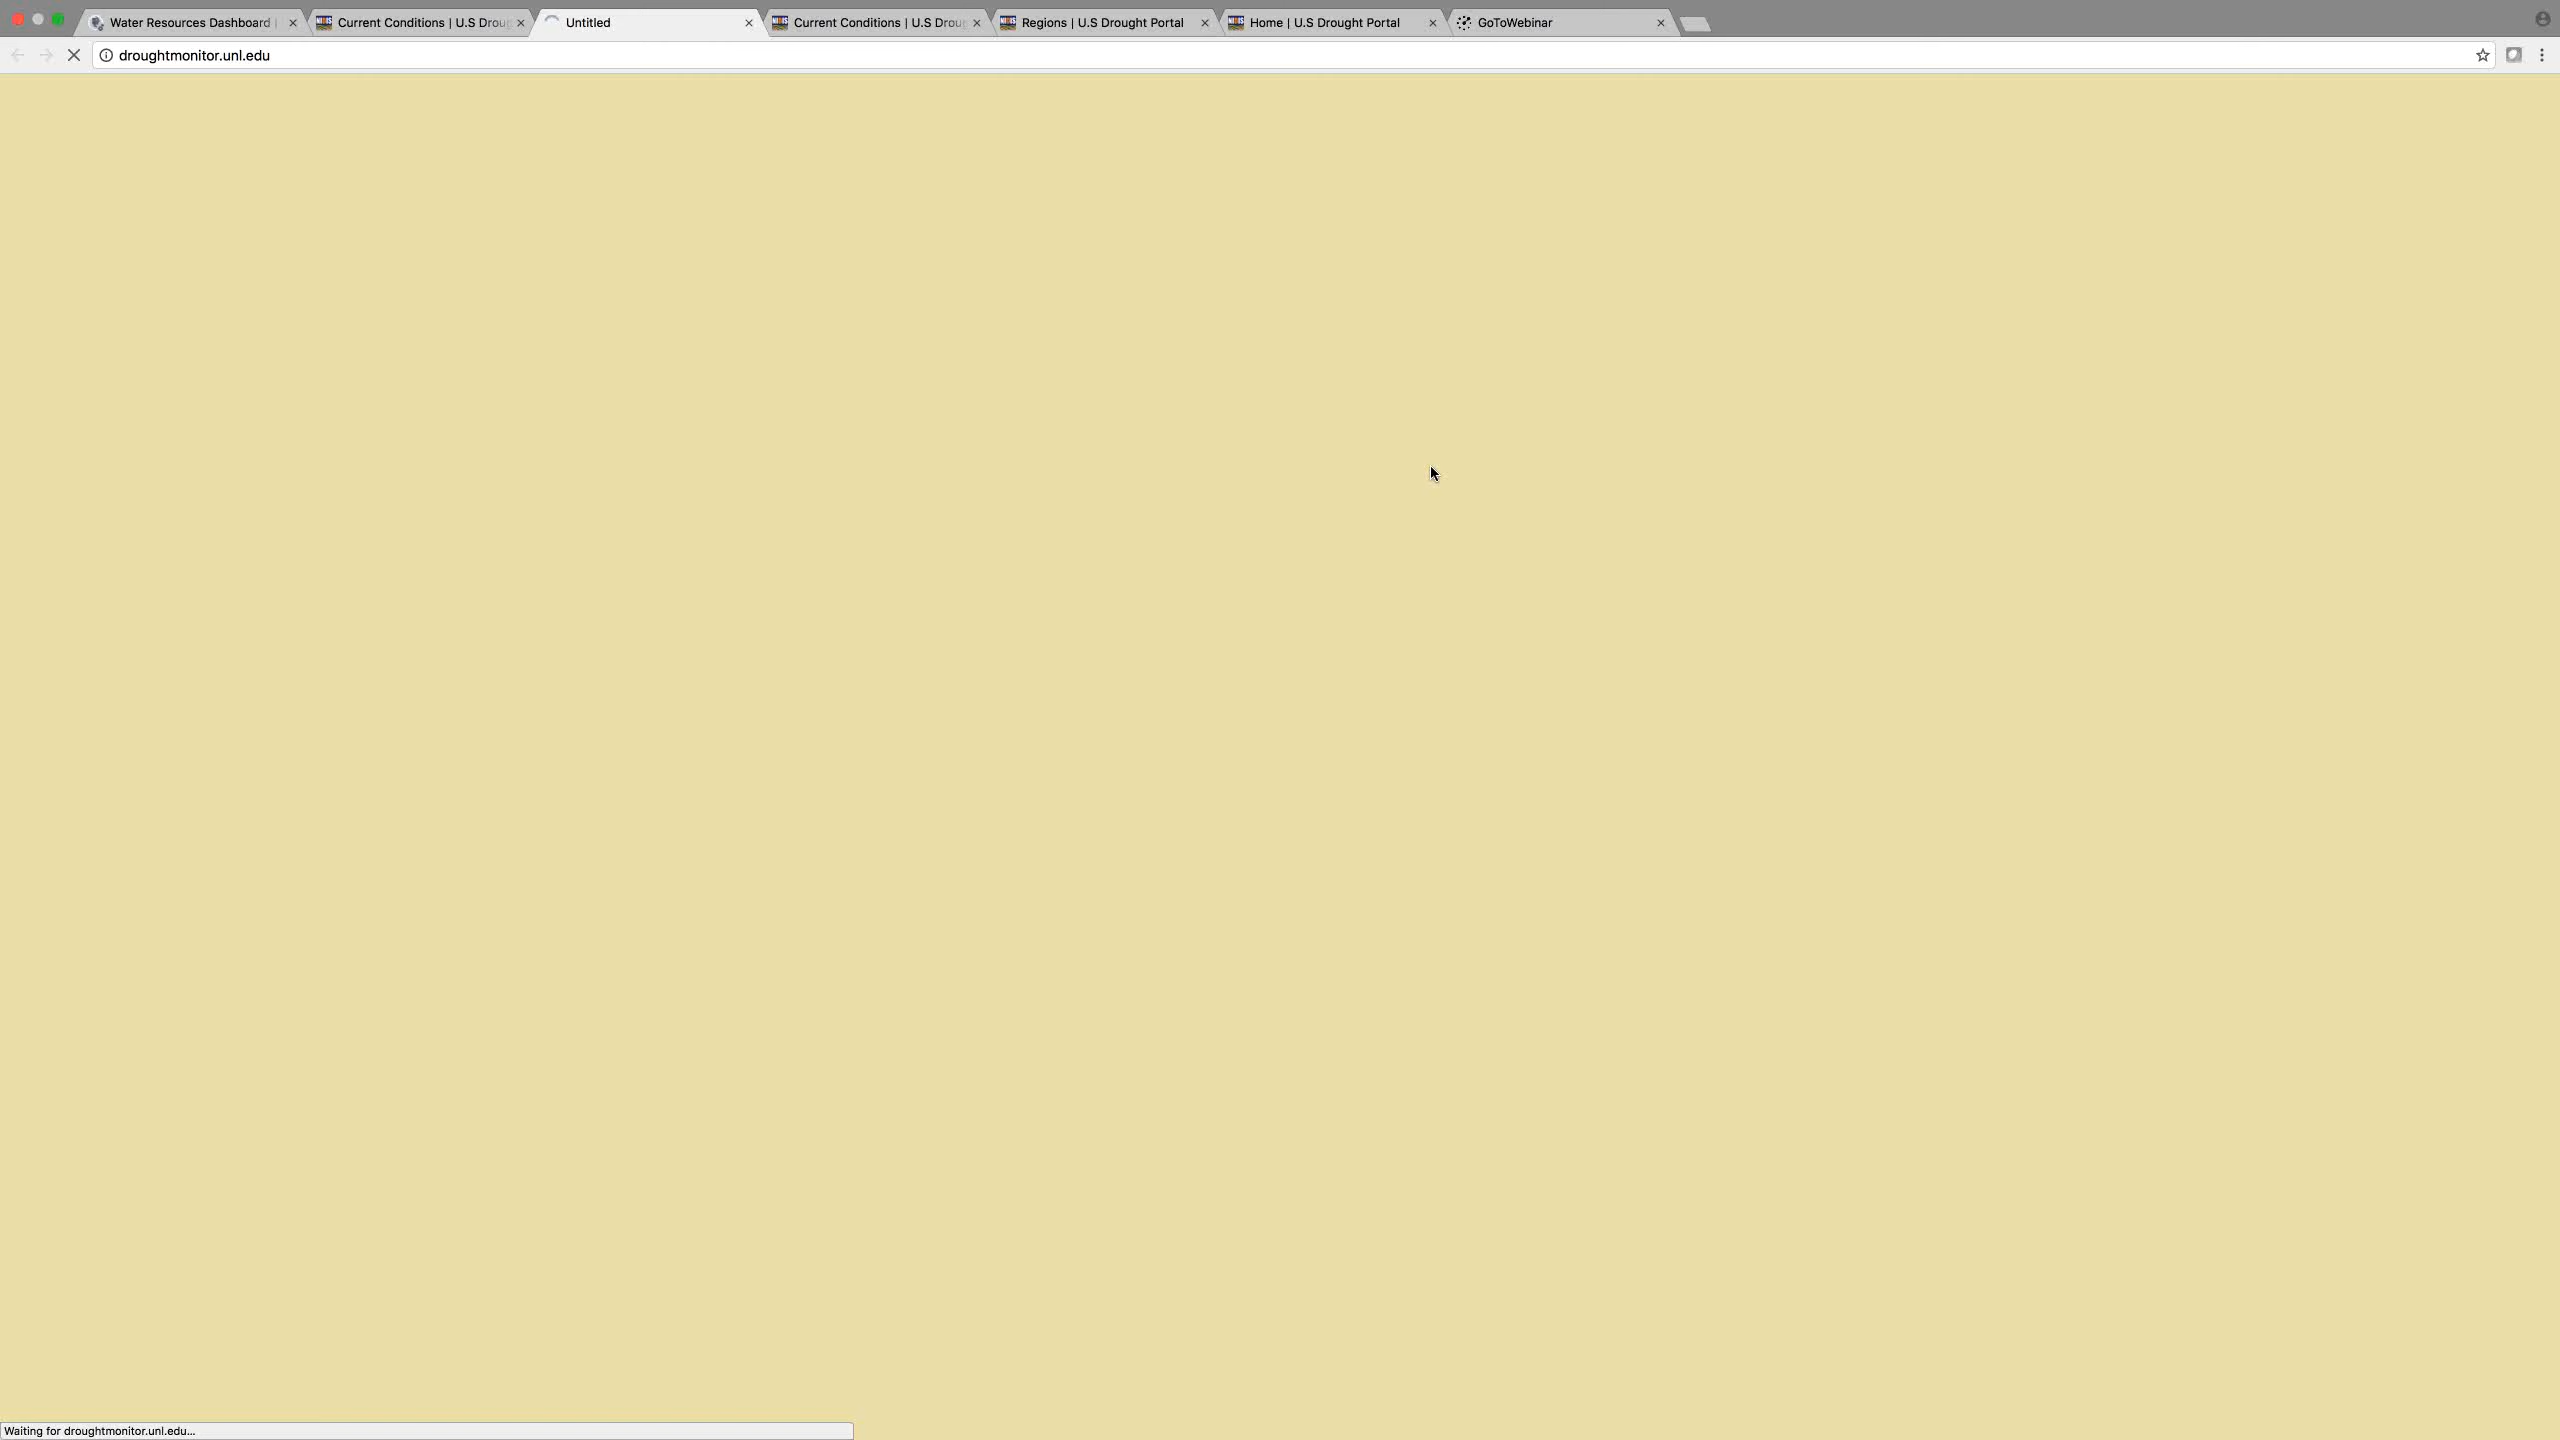 Water Resources Dashboard |
Current Conditions | U.S Droug
Untitled
Current Conditions | U.S Droug
Regions | U.S Drought Portal
Home | U.S Drought Portal
GoToWebinar
droughtmonitor.unl.edu
Waiting for droughtmonitor.unl.edu...